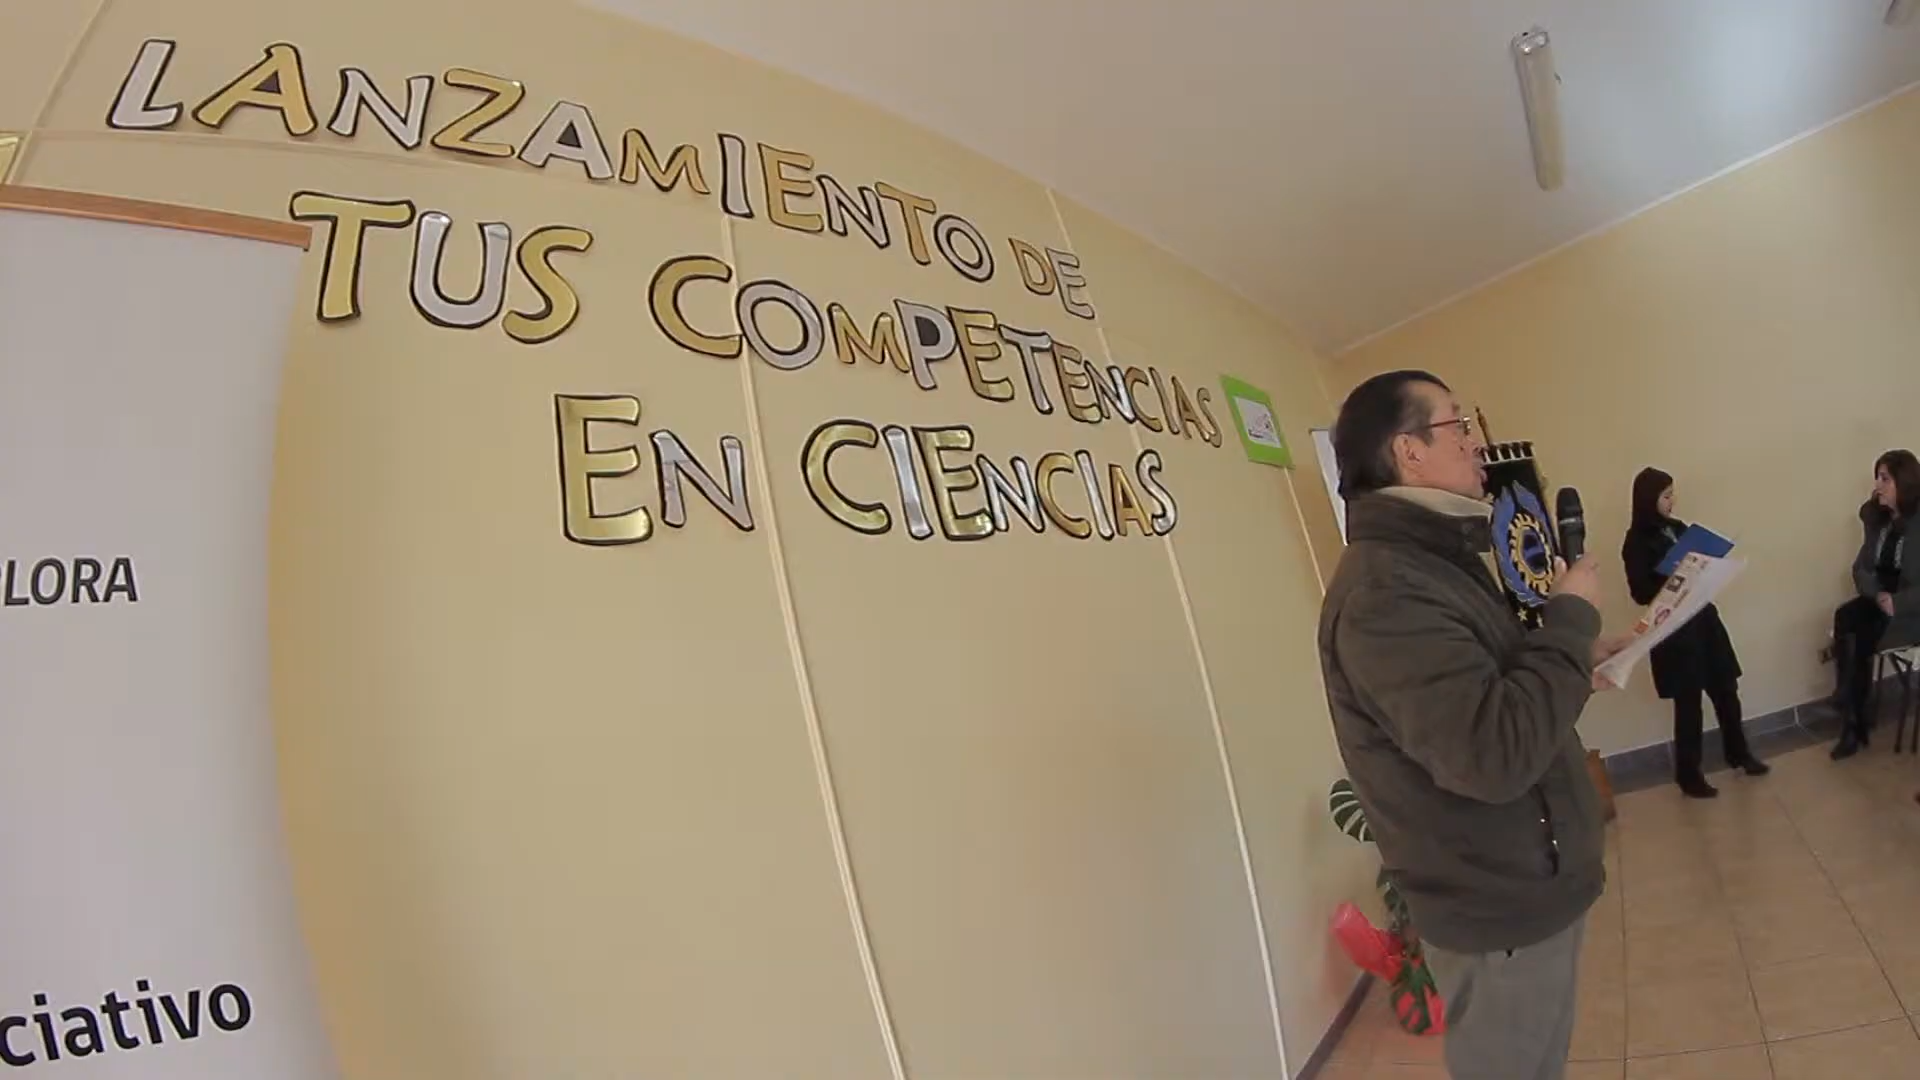 LANZAMIENTO DE
TUS COMPETENCIAS
EN CIENCIAS
LORA
ciativo